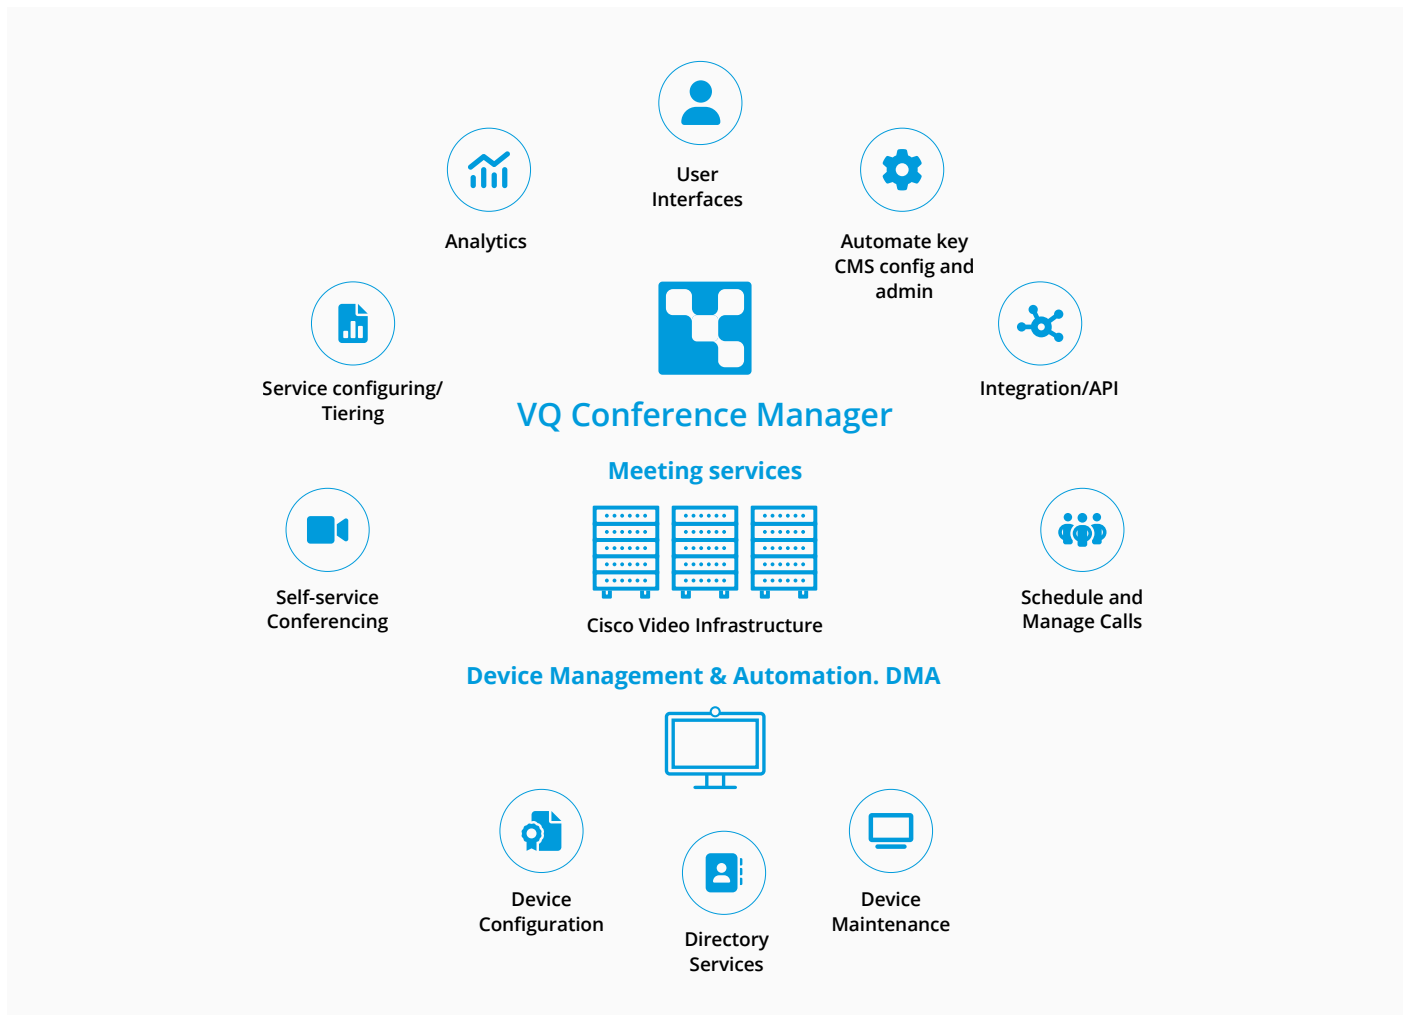 User
Interfaces
Analytics
Automate key
CMS config and
admin
Service configuring/
Tiering
Integration/API
VQ Conference Manager
Meeting services
Self-service
Conferencing
Cisco Video Infrastructure
Schedule and
Manage Calls
Device Management & Automation. DMA
Device
Configuration
Directory
Services
Device
Maintenance